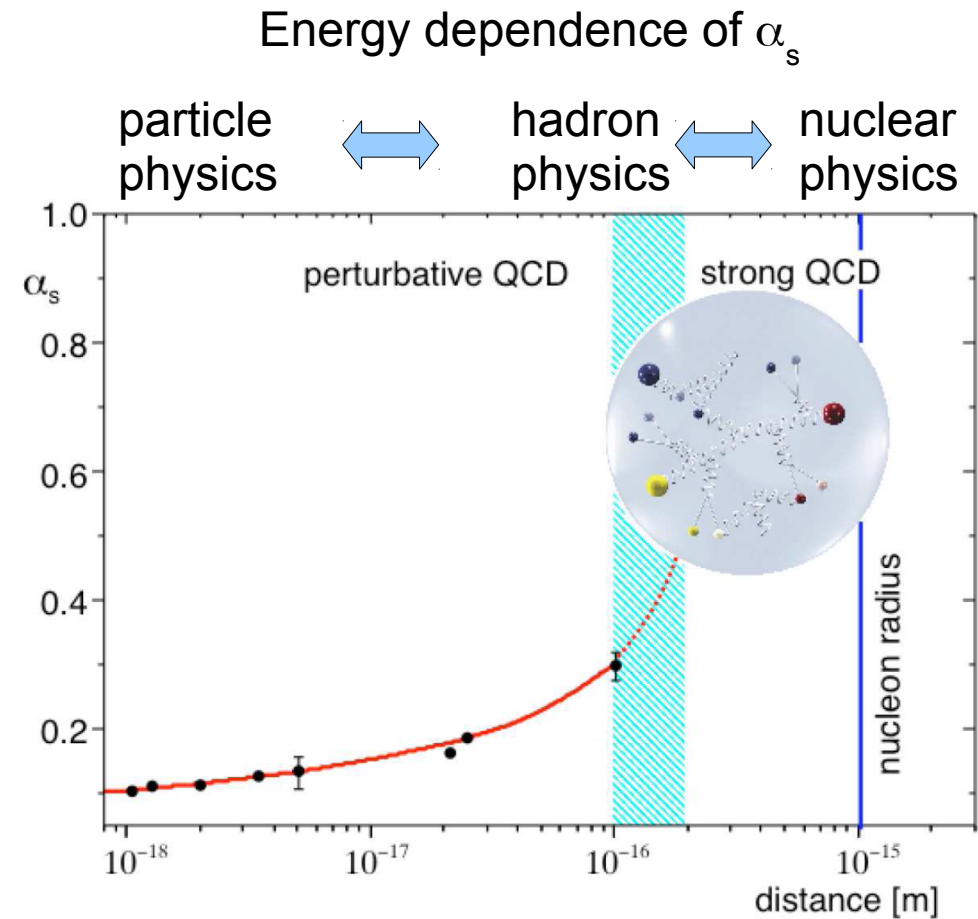 Energy dependence of αs
particle
physics
hadron
physics
nuclear
physics
1.0
αs
0.8
0.6
0.4
0.2
perturbative QCD
strong QCD
nucleon radius
10⁻¹⁸
10⁻¹⁷
10⁻¹⁶
10⁻¹⁵
distance [m]